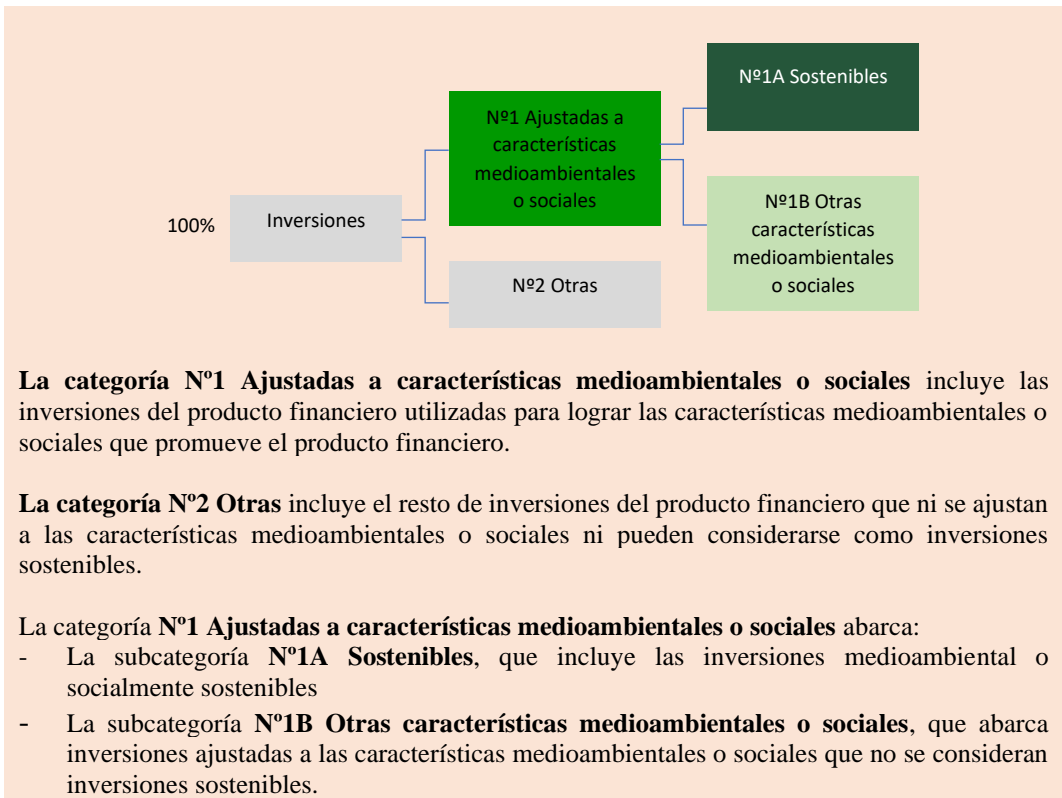 Nº1A Sostenibles
Nº1 Ajustadas a
características
medioambientales
o sociales
Nº1B Otras
características
medioambientales
o sociales
100%
Inversiones
Nº2 Otras
La categoría Nº1 Ajustadas a características medioambientales o sociales incluye las
inversiones del producto financiero utilizadas para lograr las características medioambientales o
sociales que promueve el producto financiero.
La categoría Nº2 Otras incluye el resto de inversiones del producto financiero que ni se ajustan
a las características medioambientales o sociales ni pueden considerarse como inversiones
sostenibles.
La categoría Nº1 Ajustadas a características medioambientales o sociales abarca:
- La subcategoría Nº1A Sostenibles, que incluye las inversiones medioambiental o
socialmente sostenibles
- La subcategoría Nº1B Otras características medioambientales o sociales, que abarca
inversiones ajustadas a las características medioambientales o sociales que no se consideran
inversiones sostenibles.